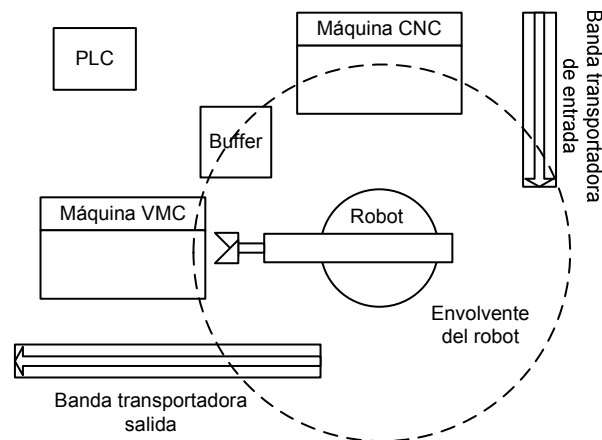 Máquina CNC
PLC
Banda transportadora
de entrada
Buffer
Máquina VMC
Robot
Envolvente
del robot
Banda transportadora
salida